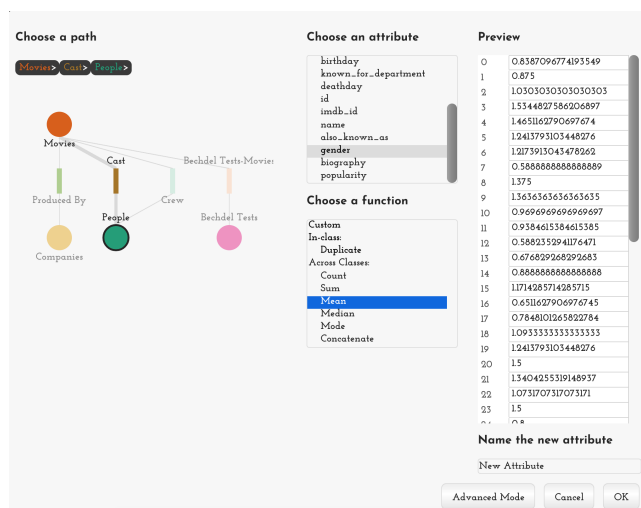 Choose a path
Movies> Cast> People>
Movies
Cast
Bechdel Tests-Movies
Produced By
Crew
People
Bechdel Tests
Companies
Choose an attribute
birthday
known_for_department
deathday
id
imdb_id
name
also_known_as
gender
biography
popularity
Choose a function
Custom
In-class:
Duplicate
Across Classes:
Count
Sum
Mean
Median
Mode
Concatenate
Preview
0 0.8387096774193549
1 0.875
2 1.0303030303030303
3 1.5344827586206897
4 1.4651162790697674
5 1.2413793103448276
6 1.2173913043478262
7 0.5888888888888889
8 1.375
9 1.3636363636363635
10 0.9696969696969697
11 0.9384615384615385
12 0.5882352941176471
13 0.676829268292683
14 0.8888888888888888
15 1.1714285714285715
16 0.6511627906976745
17 0.7848101265822784
18 1.0933333333333333
19 1.2413793103448276
20 1.5
21 1.3404255319148937
22 1.0731707317073171
23 1.5
24 0.8
Name the new attribute
New Attribute
Advanced Mode
Cancel
OK